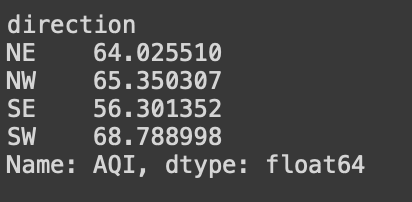 direction
NE    64.025510
NW    65.350307
SE    56.301352
SW    68.788998
Name: AQI, dtype: float64